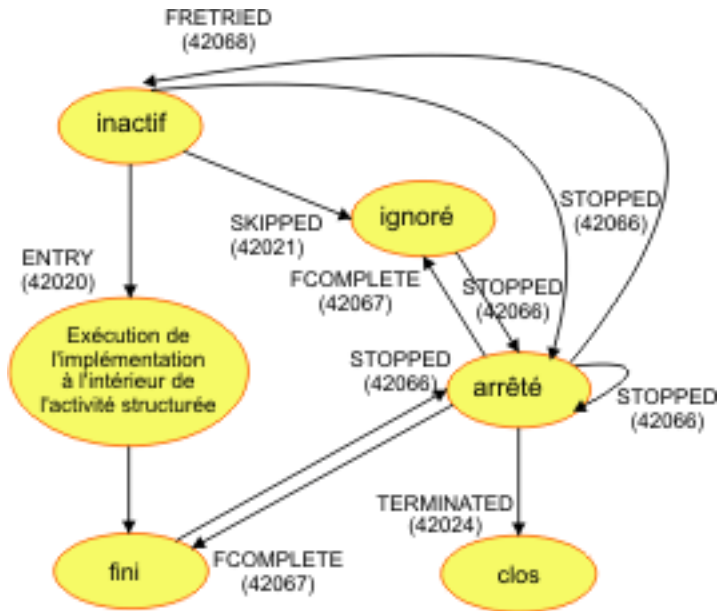 FRETRIED
(42068)
inactif
SKIPPED
(42021)
ignoré
STOPPED
(42066)
ENTRY
(42020)
FCOMPLETE
(42067)
STOPPED
(42066)
Exécution de
l'implémentation
à l'intérieur de
l'activité structurée
STOPPED
(42066)
arrêté
STOPPED
(42066)
TERMINATED
(42024)
fini
FCOMPLETE
(42067)
clos